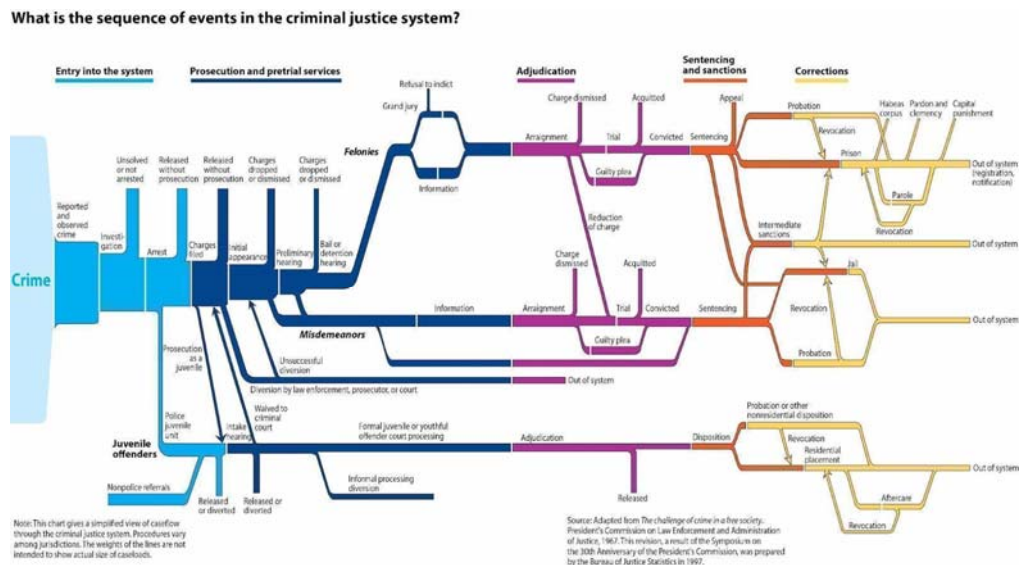 What is the sequence of events in the criminal justice system?
Entry into the system
Prosecution and pretrial services
Adjudication
Sentencing
and sanctions
Corrections
Crime
Reported
and
observed
crime
Investi-
gation
Unsolved
or not
arrested
Arrest
Released
without
prosecution
Charges
filed
Released
without
prosecution
Initial
appearance
Charges
dropped
or dismissed
Preliminary
hearing
Charges
dropped
or dismissed
Bail or
detention
hearing
Felonies
Grand jury
Refusal to indict
Information
Arraignment
Charge dismissed
Trial
Acquitted
Convicted
Guilty plea
Reduction
of charge
Sentencing
Appeal
Probation
Revocation
Prison
Habeas
corpus
Pardon and
clemency
Capital
punishment
Out of system
(registration,
notification)
Parole
Revocation
Intermediate
sanctions
Out of system
Misdemeanors
Information
Arraignment
Charge
dismissed
Trial
Acquitted
Convicted
Guilty plea
Sentencing
Jail
Revocation
Probation
Out of system
Unsuccessful
diversion
Diversion by law enforcement, prosecutor, or court
Out of system
Prosecution
as a
juvenile
Waived to
criminal
court
Police
juvenile
unit
Juvenile
offenders
Intake
hearing
Nonpolice referrals
Released
or diverted
Released or
diverted
Formal juvenile or youthful
offender court processing
Informal processing
diversion
Adjudication
Released
Disposition
Probation or other
nonresidential disposition
Revocation
Residential
placement
Out of system
Aftercare
Revocation
Note: This chart gives a simplified view of caseflow
through the criminal justice system. Procedures vary
among jurisdictions. The weights of the lines are not
intended to show actual size of caseloads.
Source: Adapted from The challenge of crime in a free society.
President's Commission on Law Enforcement and Administration
of Justice, 1967. This revision, a result of the Symposium on
the 30th Anniversary of the President's Commission, was prepared
by the Bureau of Justice Statistics in 1997.